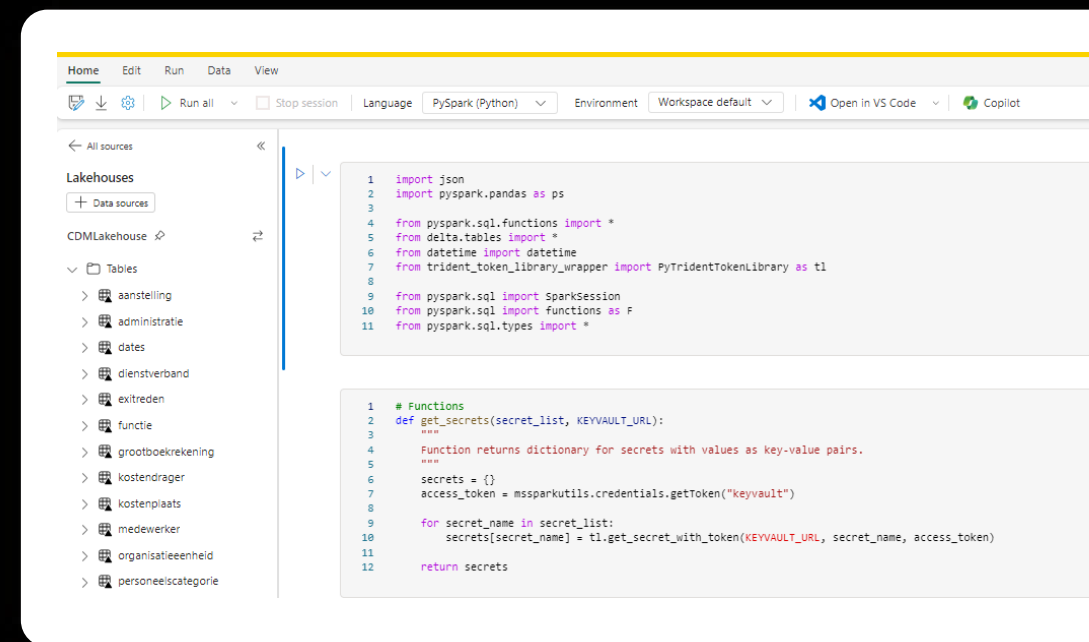 Home Edit Run Data View
Run all Stop session Language PySpark (Python) Environment Workspace default Open in VS Code Copilot
All sources
Lakehouses
+ Data sources
CDMLakehouse
Tables
aanstelling
administratie
dates
dienstverband
exitreden
functie
grootboekrekening
kostendrager
kostenplaats
medewerker
organisatieeenheid
personeelscategorie
1 import json
2 import pyspark.pandas as ps
3
4 from pyspark.sql.functions import *
5 from delta.tables import *
6 from datetime import datetime
7 from trident_token_library_wrapper import PyTridentTokenLibrary as tl
8
9 from pyspark.sql import SparkSession
10 from pyspark.sql import functions as F
11 from pyspark.sql.types import *
1 # Functions
2 def get_secrets(secret_list, KEYVAULT_URL):
3     """
4     Function returns dictionary for secrets with values as key-value pairs.
5     """
6     secrets = {}
7     access_token = mssparkutils.credentials.getToken("keyvault")
8
9     for secret_name in secret_list:
10         secrets[secret_name] = tl.get_secret_with_token(KEYVAULT_URL, secret_name, access_token)
11
12     return secrets